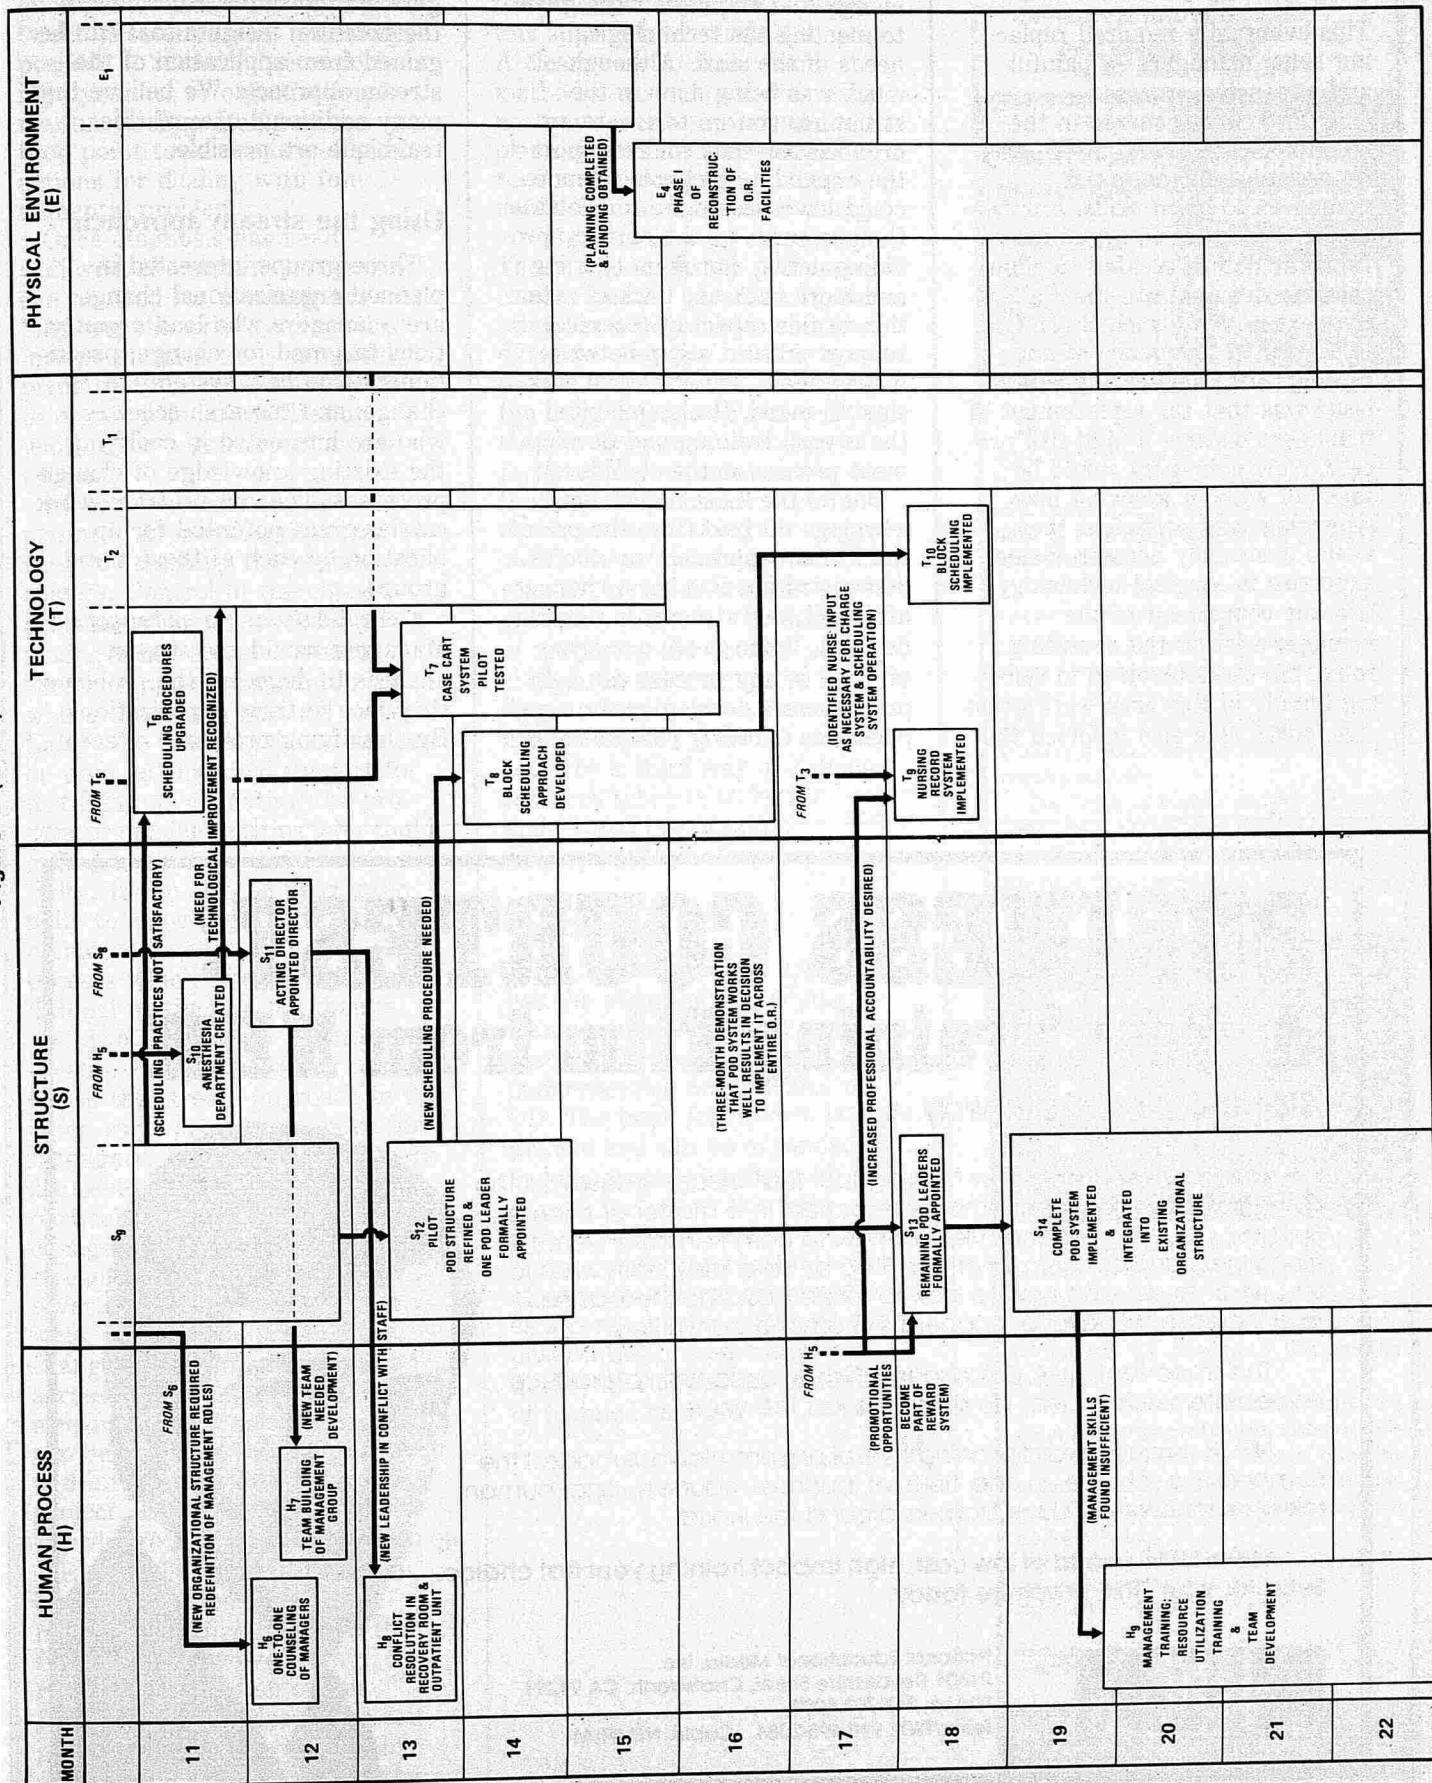 MONTH
HUMAN PROCESS
(H)
STRUCTURE
(S)
TECHNOLOGY
(T)
PHYSICAL ENVIRONMENT
(E)
S9
T2
T1
E1
11
12
13
14
15
16
17
18
19
20
21
22
FROM S6
(NEW ORGANIZATIONAL STRUCTURE REQUIRED
REDEFINITION OF MANAGEMENT ROLES)
H6
ONE-TO-ONE
COUNSELING
OF MANAGERS
H7
TEAM BUILDING
OF MANAGEMENT
GROUP
(NEW TEAM
NEEDED
DEVELOPMENT)
H8
CONFLICT
RESOLUTION IN
RECOVERY ROOM &
OUTPATIENT UNIT
(NEW LEADERSHIP IN CONFLICT WITH STAFF)
FROM H5
(PROMOTIONAL
OPPORTUNITIES
BECOME
PART OF
REWARD
SYSTEM)
(MANAGEMENT SKILLS
FOUND INSUFFICIENT)
H9
MANAGEMENT
TRAINING;
RESOURCE
UTILIZATION
TRAINING
&
TEAM
DEVELOPMENT
FROM H5
FROM S8
(SCHEDULING PRACTICES NOT SATISFACTORY)
S10
ANESTHESIA
DEPARTMENT CREATED
(NEED FOR
TECHNOLOGICAL IMPROVEMENT RECOGNIZED)
S11
ACTING DIRECTOR
APPOINTED DIRECTOR
S12
PILOT
POD STRUCTURE
REFINED &
ONE POD LEADER
FORMALLY
APPOINTED
(NEW SCHEDULING PROCEDURE NEEDED)
(THREE-MONTH DEMONSTRATION
THAT POD SYSTEM WORKS
WELL RESULTS IN DECISION
TO IMPLEMENT IT ACROSS
ENTIRE O.R.)
(INCREASED PROFESSIONAL ACCOUNTABILITY DESIRED)
S13
REMAINING POD LEADERS
FORMALLY APPOINTED
S14
COMPLETE
POD SYSTEM
IMPLEMENTED
&
INTEGRATED
INTO
EXISTING
ORGANIZATIONAL
STRUCTURE
FROM T5
T6
SCHEDULING PROCEDURES
UPGRADED
T7
CASE CART
SYSTEM
PILOT
TESTED
T8
BLOCK
SCHEDULING
APPROACH
DEVELOPED
FROM T3
(IDENTIFIED NURSE INPUT
AS NECESSARY FOR CHARGE
SYSTEM & SCHEDULING
SYSTEM OPERATION)
T9
NURSING
RECORD
SYSTEM
IMPLEMENTED
T10
BLOCK
SCHEDULING
IMPLEMENTED
(PLANNING COMPLETED
& FUNDING OBTAINED)
E4
PHASE I
OF
RECONSTRUC-
TION OF
O.R.
FACILITIES
Using the stream approach